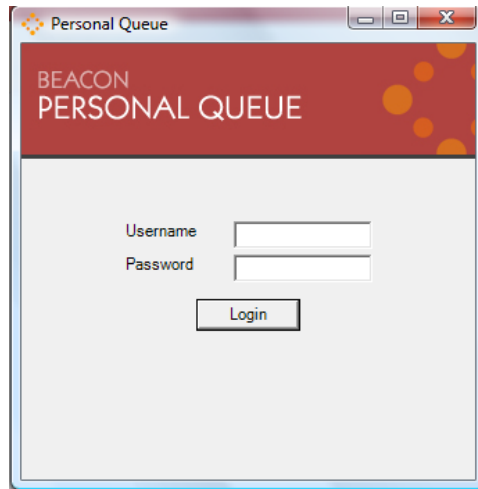 Personal Queue
BEACON
PERSONAL QUEUE
Username
Password
Login